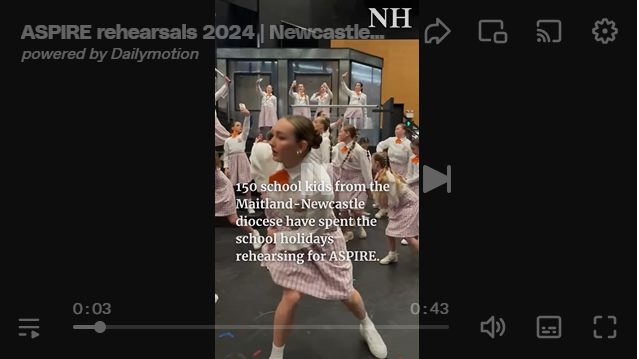 NH
ASPIRE rehearsals 2024 | Newcastle...
powered by Dailymotion
150 school kids from the
Maitland-Newcastle
diocese have spent the
school holidays
rehearsing for ASPIRE.
0:03
0:43